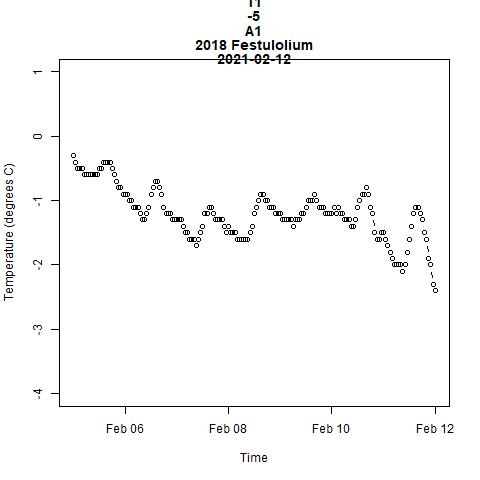 -5
A1
2018 Festulolium
2021-02-12
1
0
-1
-2
-3
-4
Temperature (degrees C)
Feb 06
Feb 08
Feb 10
Feb 12
Time